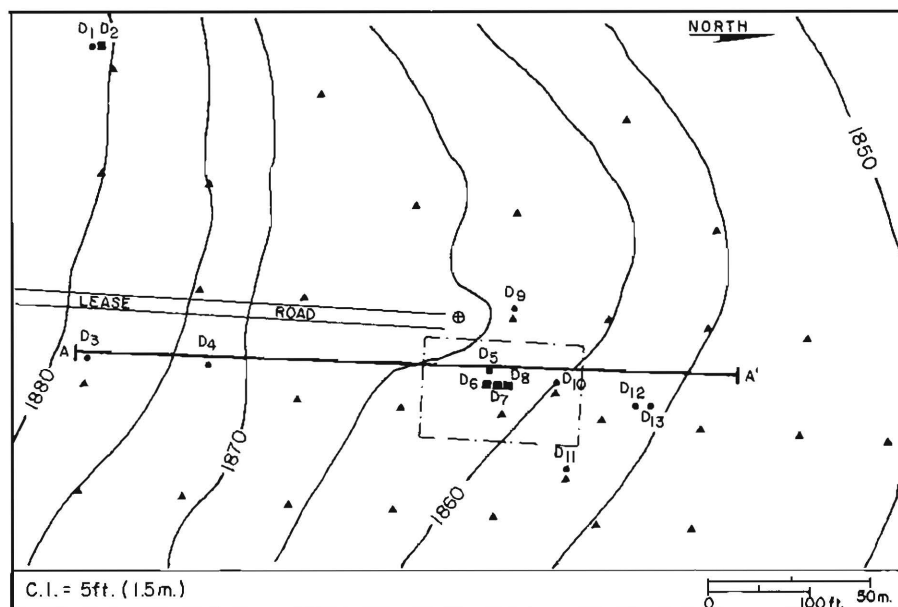 D1 D2
NORTH
1850
LEASE ROAD
D9
A D3
D4
D5
A'
D6
D7
D8
D10
D12
D13
1880
1870
D11
1860
C.I. = 5ft. (1.5m.)
0 100 ft. 50 m.